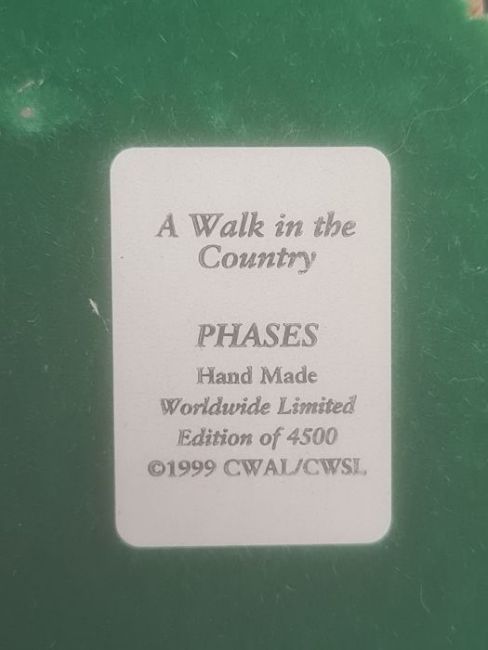 A Walk in the
Country
PHASES
Hand Made
Worldwide Limited
Edition of 4500
©1999 CWAL/CWSL